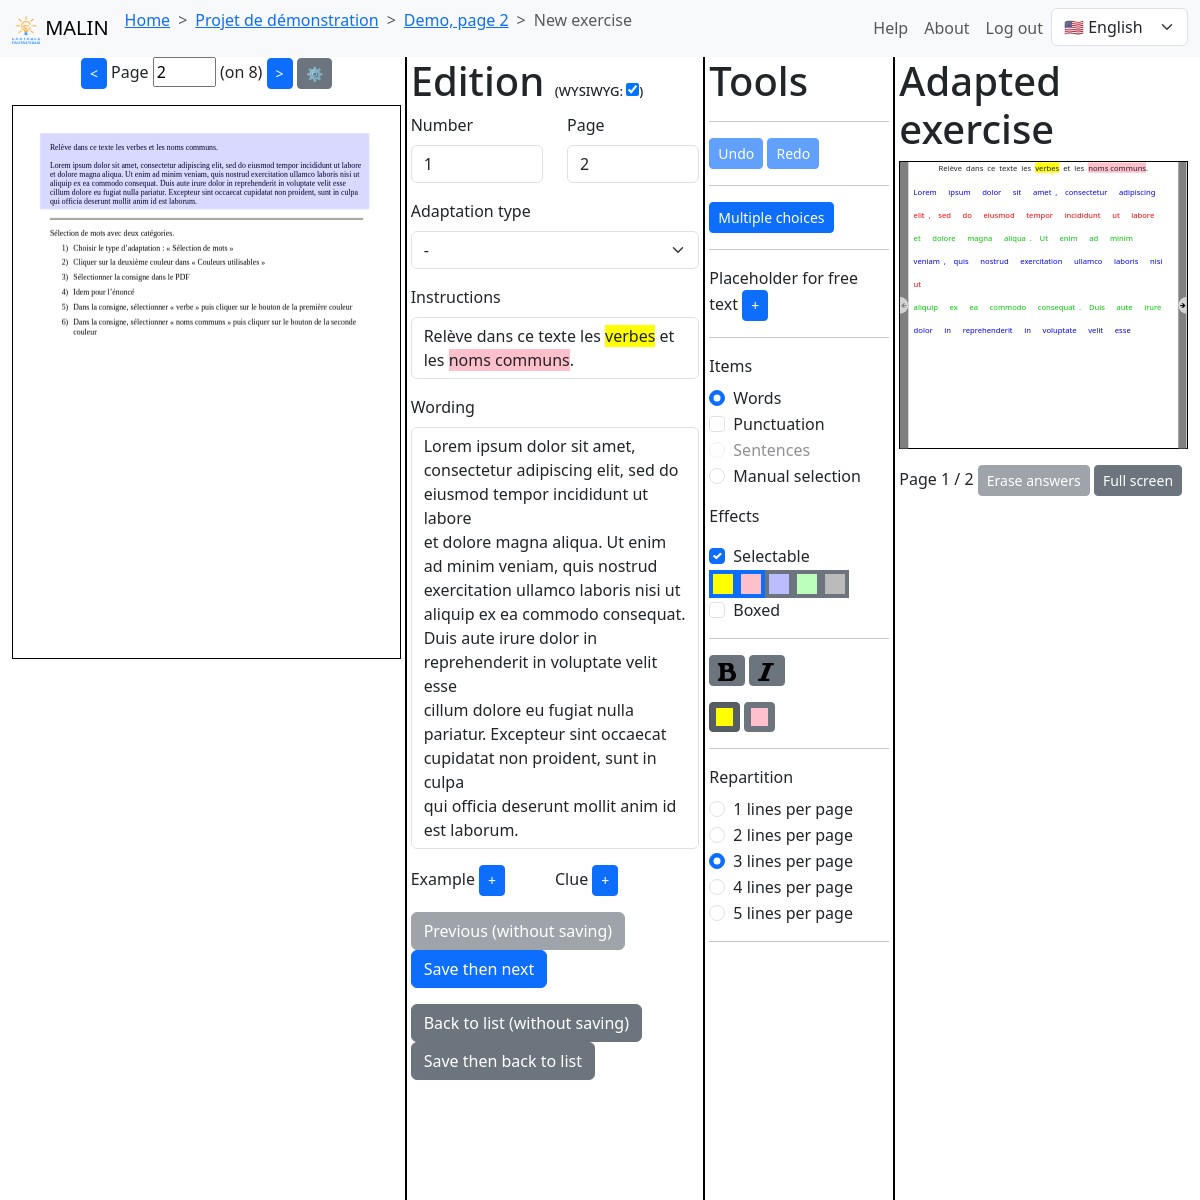 MALIN
Home > Projet de démonstration > Demo, page 2 > New exercise
Help About Log out 🇺🇸 English
< Page 2 (on 8) > ⚙️
Relève dans ce texte les verbes et les noms communs.
Lorem ipsum dolor sit amet, consectetur adipiscing elit, sed do eiusmod tempor incididunt ut labore
et dolore magna aliqua. Ut enim ad minim veniam, quis nostrud exercitation ullamco laboris nisi ut
aliquip ex ea commodo consequat. Duis aute irure dolor in reprehenderit in voluptate velit esse
cillum dolore eu fugiat nulla pariatur. Excepteur sint occaecat cupidatat non proident, sunt in culpa
qui officia deserunt mollit anim id est laborum.
Sélection de mots avec deux catégories.
1) Choisir le type d'adaptation : « Sélection de mots »
2) Cliquer sur la deuxième couleur dans « Couleurs utilisables »
3) Sélectionner la consigne dans le PDF
4) Idem pour l'énoncé
5) Dans la consigne, sélectionner « verbe » puis cliquer sur le bouton de la première couleur
6) Dans la consigne, sélectionner « noms communs » puis cliquer sur le bouton de la seconde
couleur
Edition (WYSIWYG: )
Number Page
1 2
Adaptation type
-
Instructions
Relève dans ce texte les verbes et
les noms communs.
Wording
Lorem ipsum dolor sit amet,
consectetur adipiscing elit, sed do
eiusmod tempor incididunt ut
labore
et dolore magna aliqua. Ut enim
ad minim veniam, quis nostrud
exercitation ullamco laboris nisi ut
aliquip ex ea commodo consequat.
Duis aute irure dolor in
reprehenderit in voluptate velit
esse
cillum dolore eu fugiat nulla
pariatur. Excepteur sint occaecat
cupidatat non proident, sunt in
culpa
qui officia deserunt mollit anim id
est laborum.
Example + Clue +
Previous (without saving)
Save then next
Back to list (without saving)
Save then back to list
Tools
Undo Redo
Multiple choices
Placeholder for free
text +
Items
Words
Punctuation
Sentences
Manual selection
Effects
Selectable
Boxed
B I
Repartition
1 lines per page
2 lines per page
3 lines per page
4 lines per page
5 lines per page
Adapted
exercise
Relève dans ce texte les verbes et les noms communs.
Lorem ipsum dolor sit amet , consectetur adipiscing
elit , sed do eiusmod tempor incididunt ut labore
et dolore magna aliqua . Ut enim ad minim
veniam , quis nostrud exercitation ullamco laboris nisi
ut
aliquip ex ea commodo consequat . Duis aute irure
dolor in reprehenderit in voluptate velit esse
Page 1 / 2 Erase answers Full screen